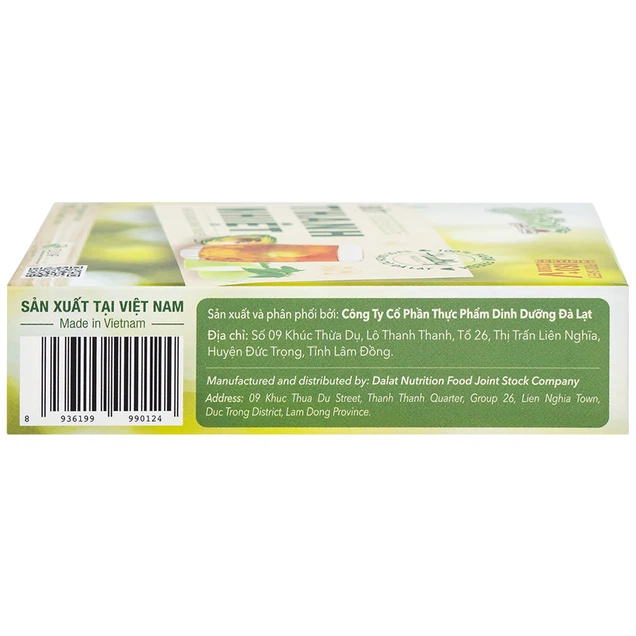 THANH
NHIỆT
SẢN XUẤT TẠI VIỆT NAM
Made in Vietnam
8 936199 990124
Sản xuất và phân phối bởi: Công Ty Cổ Phần Thực Phẩm Dinh Dưỡng Đà Lạt
Địa chỉ: Số 09 Khúc Thừa Dụ, Lô Thanh Thanh, Tổ 26, Thị Trấn Liên Nghĩa,
Huyện Đức Trọng, Tỉnh Lâm Đồng.
Manufactured and distributed by: Dalat Nutrition Food Joint Stock Company
Address: 09 Khuc Thua Du Street, Thanh Thanh Quarter, Group 26, Lien Nghia Town,
Duc Trong District, Lam Dong Province.